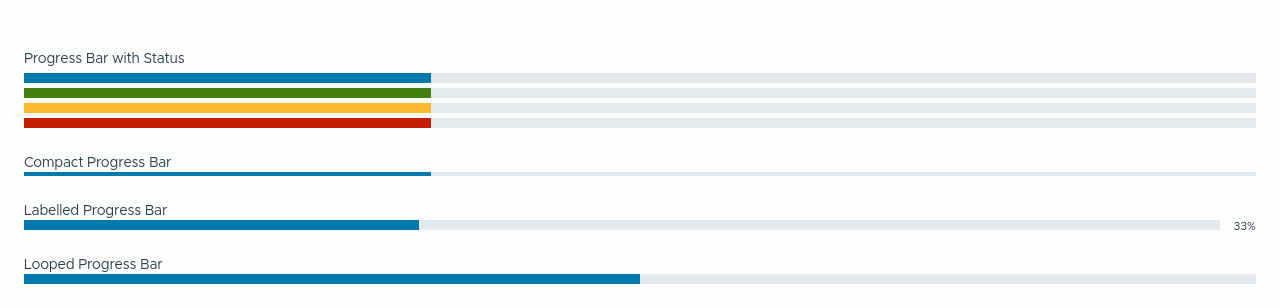 Progress Bar with Status
Compact Progress Bar
Labelled Progress Bar
33%
Looped Progress Bar